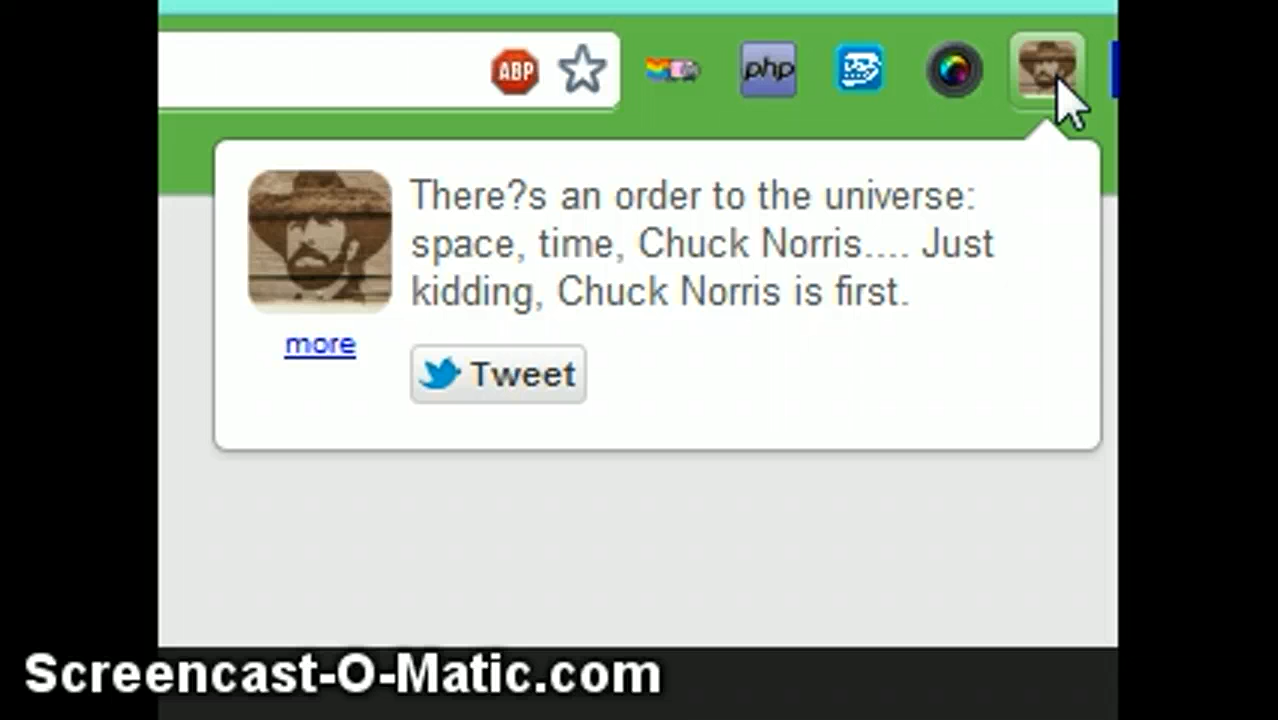 ABP
php
There?s an order to the universe:
space, time, Chuck Norris.... Just
kidding, Chuck Norris is first.
more
Tweet
Screencast-O-Matic.com